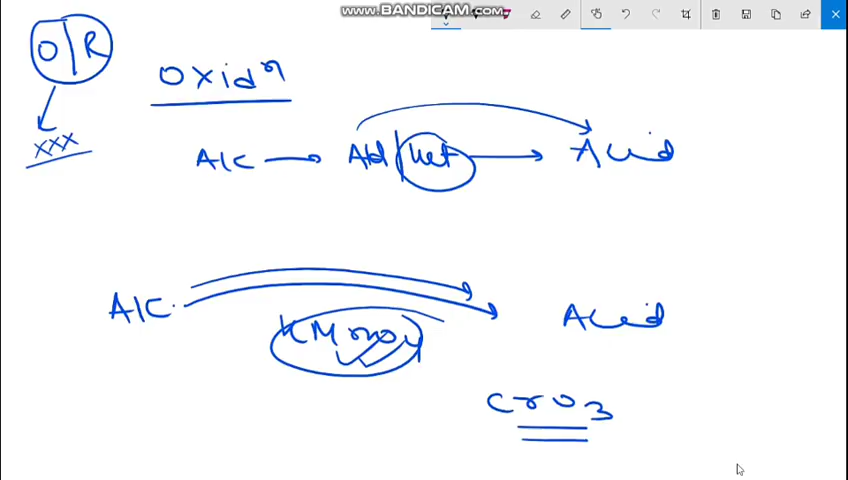 WWW.BANDICAM.COM
O|R
Oxidⁿ
xxx
Alc → Ald/ket → Acid
Alc. Acid
KMnO4
CrO3